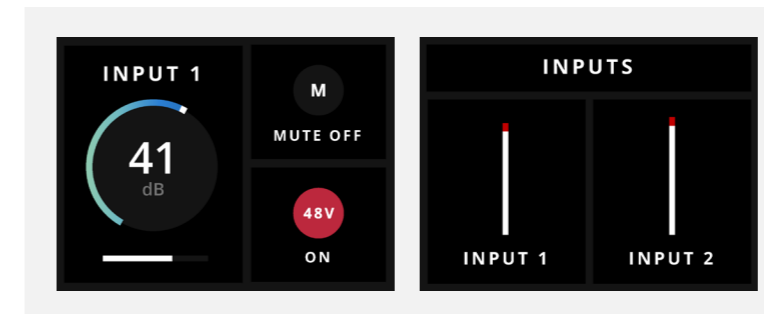 INPUT 1
41
dB
M
MUTE OFF
48V
ON
INPUTS
INPUT 1
INPUT 2